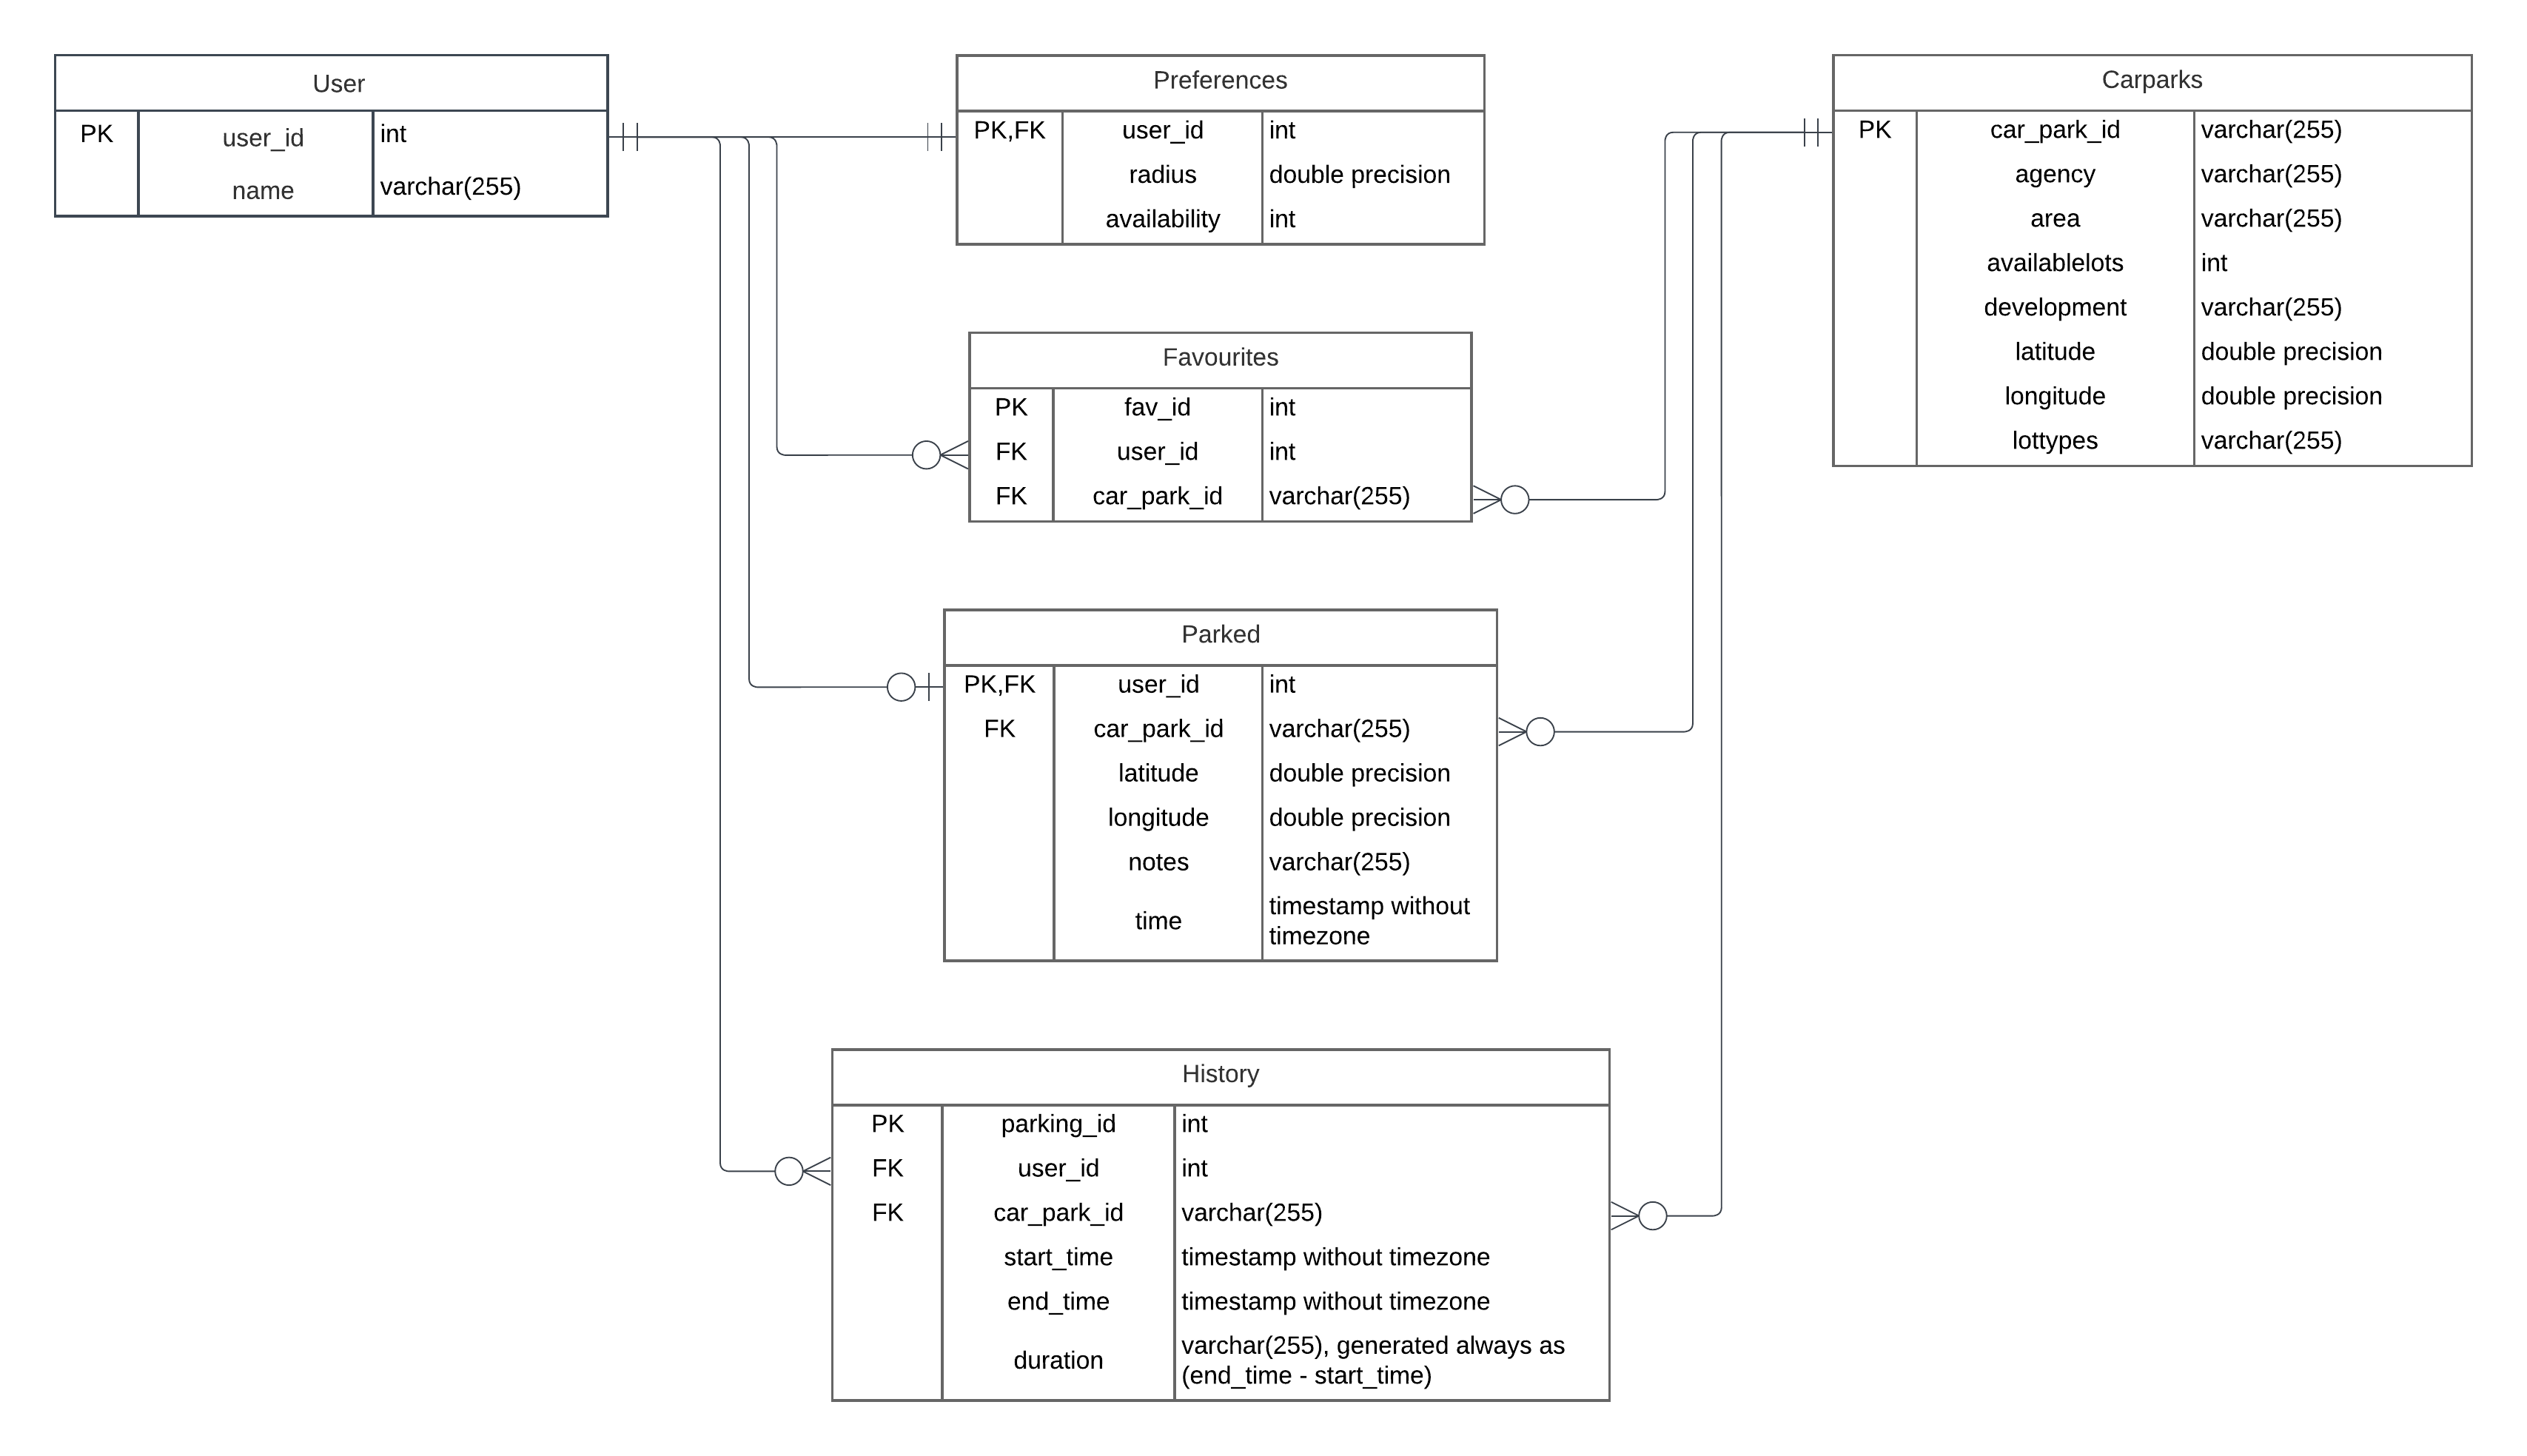 User
PK user_id int
name varchar(255)
Preferences
PK,FK user_id int
radius double precision
availability int
Carparks
PK car_park_id varchar(255)
agency varchar(255)
area varchar(255)
availablelots int
development varchar(255)
latitude double precision
longitude double precision
lottypes varchar(255)
Favourites
PK fav_id int
FK user_id int
FK car_park_id varchar(255)
Parked
PK,FK user_id int
FK car_park_id varchar(255)
latitude double precision
longitude double precision
notes varchar(255)
time timestamp without
timezone
History
PK parking_id int
FK user_id int
FK car_park_id varchar(255)
start_time timestamp without timezone
end_time timestamp without timezone
duration varchar(255), generated always as
(end_time - start_time)